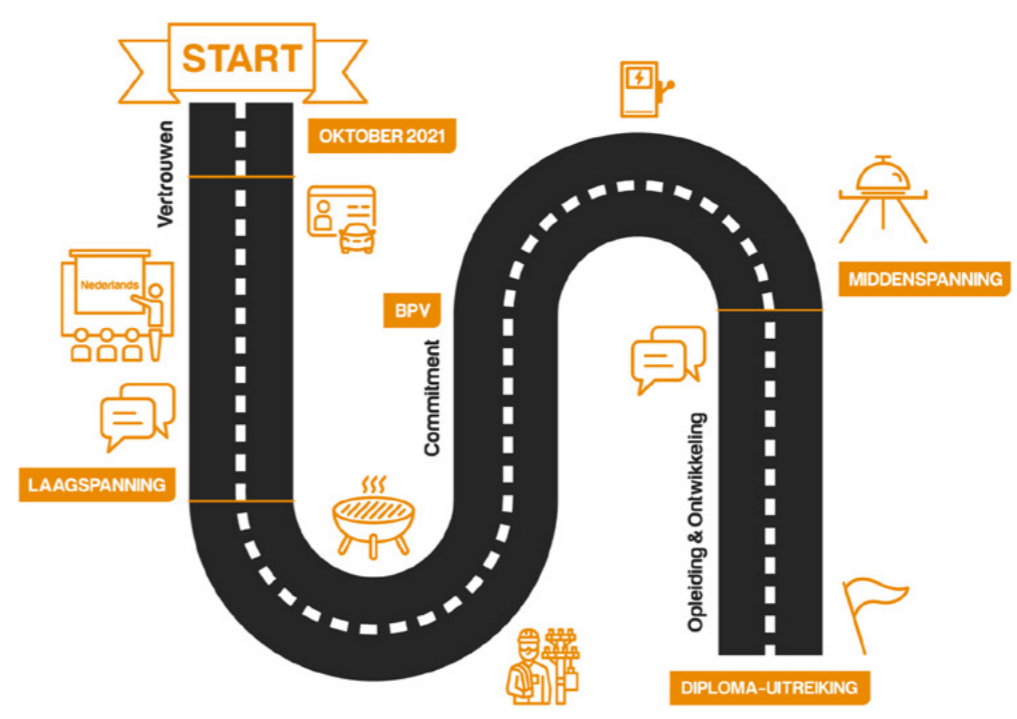 START
OKTOBER 2021
Vertrouwen
Nederlands
LAAGSPANNING
BPV
Commitment
MIDDENSPANNING
Opleiding & Ontwikkeling
DIPLOMA-UITREIKING